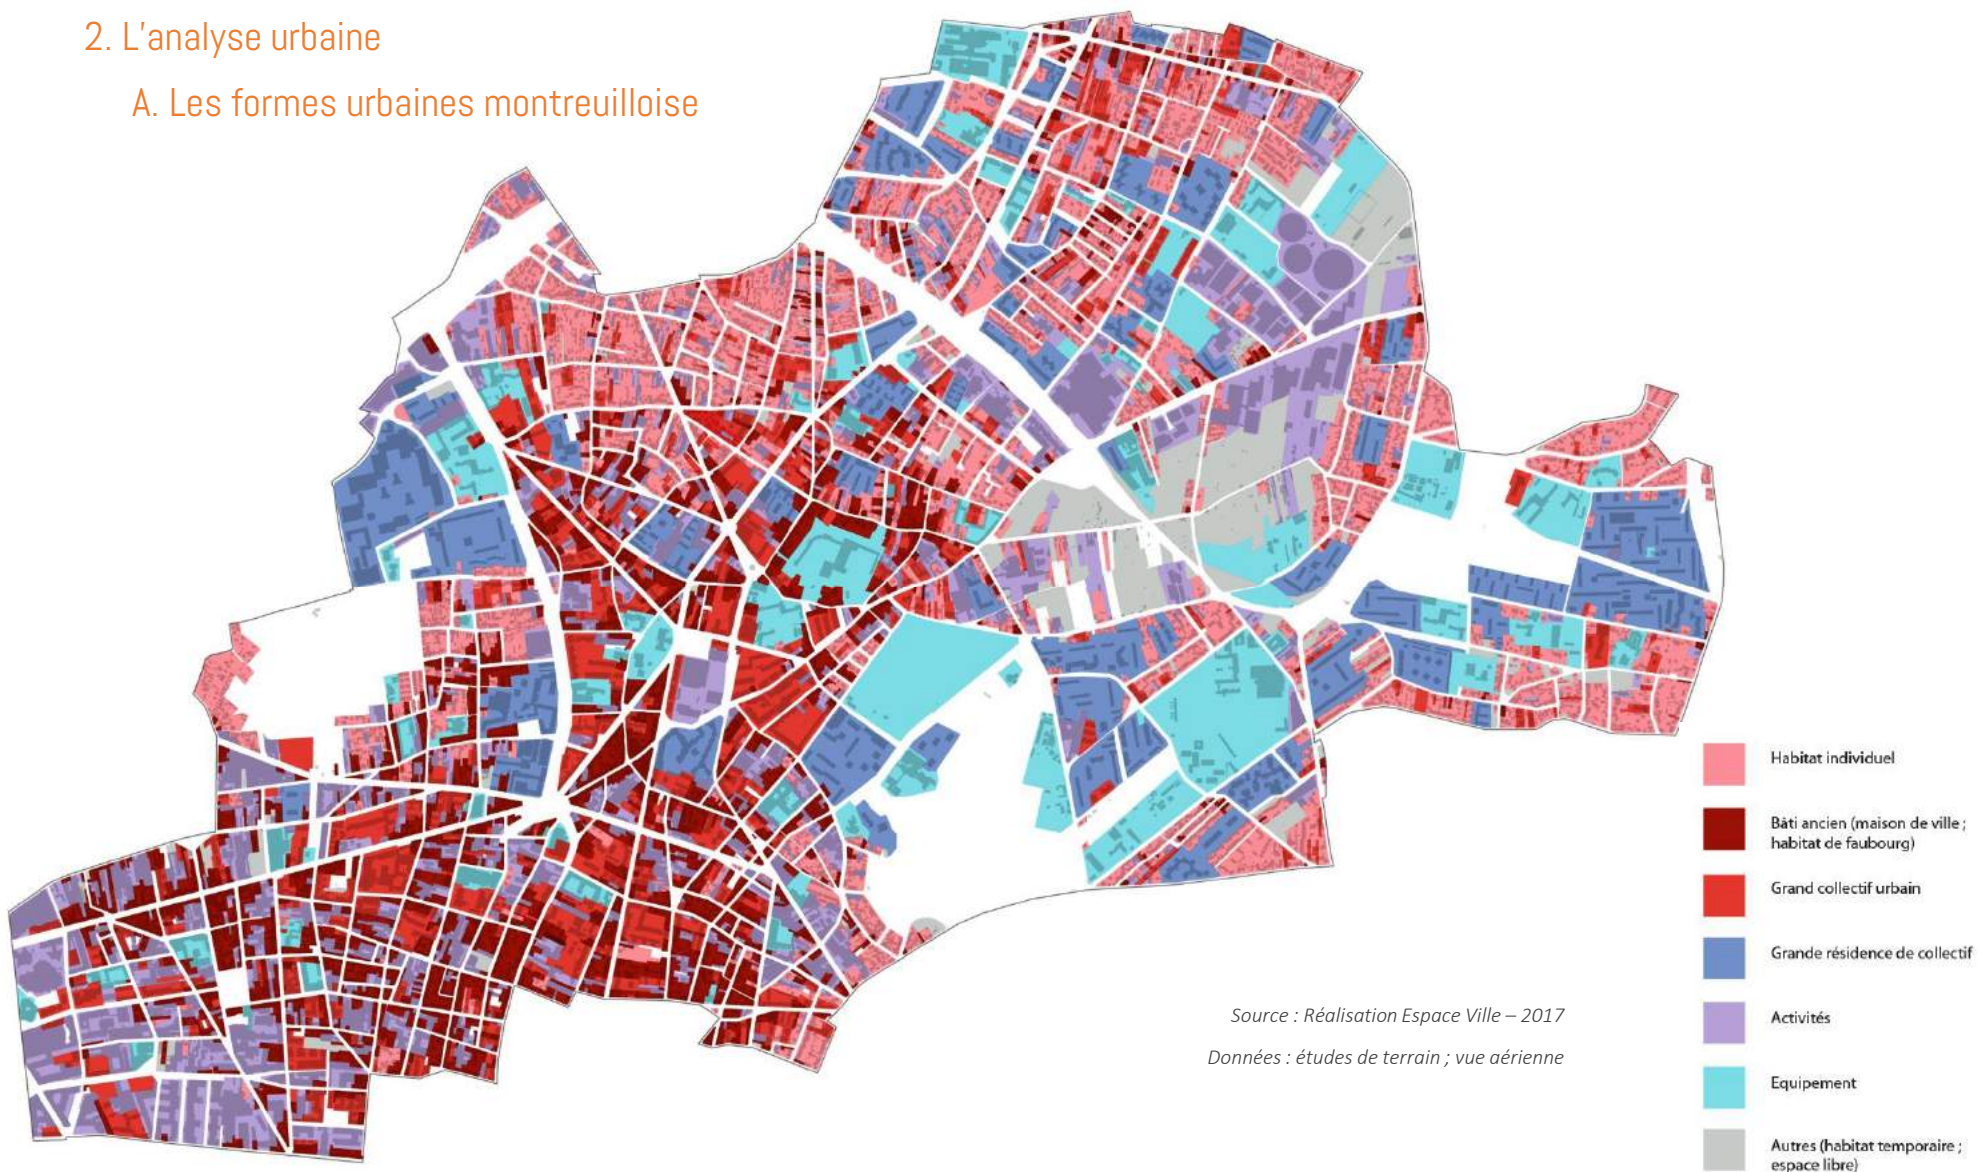 2. L'analyse urbaine
A. Les formes urbaines montreuilloise
Habitat individuel
Bâti ancien (maison de ville ;
habitat de faubourg)
Grand collectif urbain
Grande résidence de collectif
Activités
Equipement
Autres (habitat temporaire ;
espace libre)
Source : Réalisation Espace Ville – 2017
Données : études de terrain ; vue aérienne